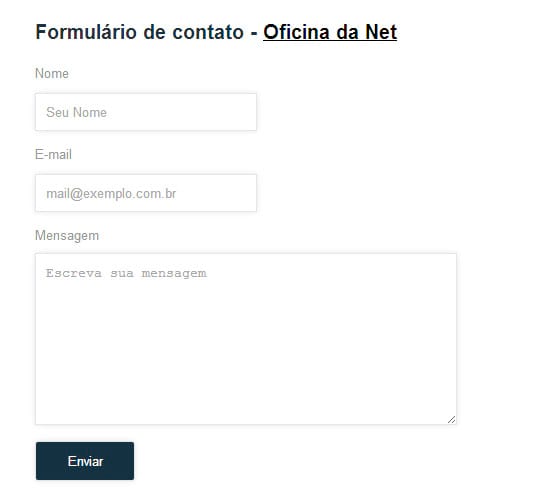 Formulário de contato - Oficina da Net
Nome
Seu Nome
E-mail
mail@exemplo.com.br
Mensagem
Escreva sua mensagem
Enviar